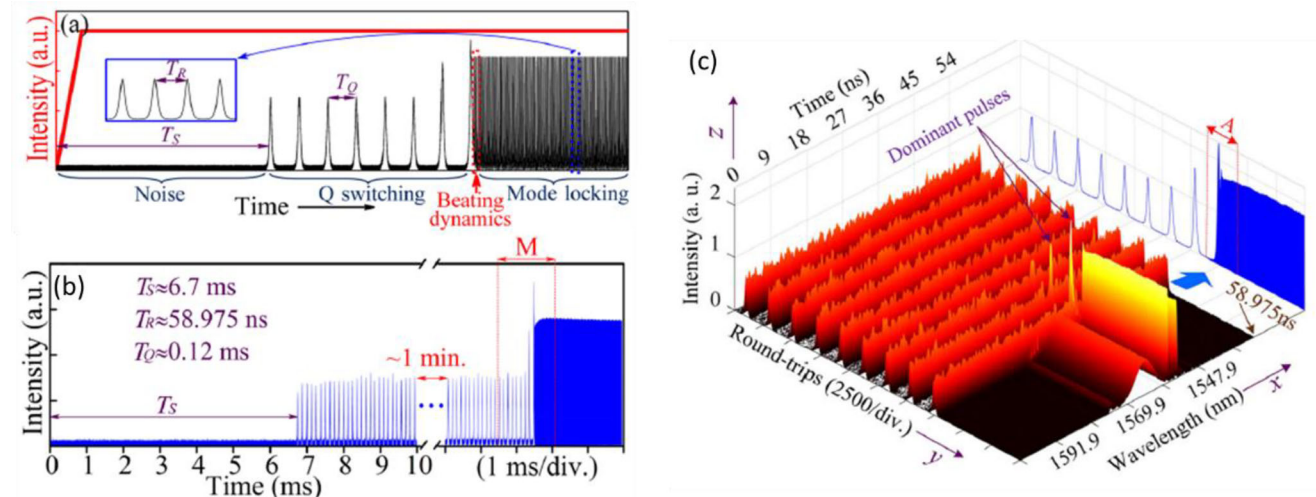 (a)
Intensity (a.u.)
T_R
T_Q
T_S
Noise
Q switching
Mode locking
Time
Beating
dynamics
(b)
M
T_S≈6.7 ms
T_R≈58.975 ns
T_Q≈0.12 ms
~1 min.
T_S
Intensity (a.u.)
0 1 2 3 4 5 6 7 8 9 10
(1 ms/div.)
Time (ms)
(c)
Time (ns)
0 9 18 27 36 45 54
Dominant pulses
A
z
Intensity (a. u.)
2
1
0
58.975ns
Round-trips (2500/div.)
y
1591.9 1569.9 1547.9
Wavelength (nm)
x